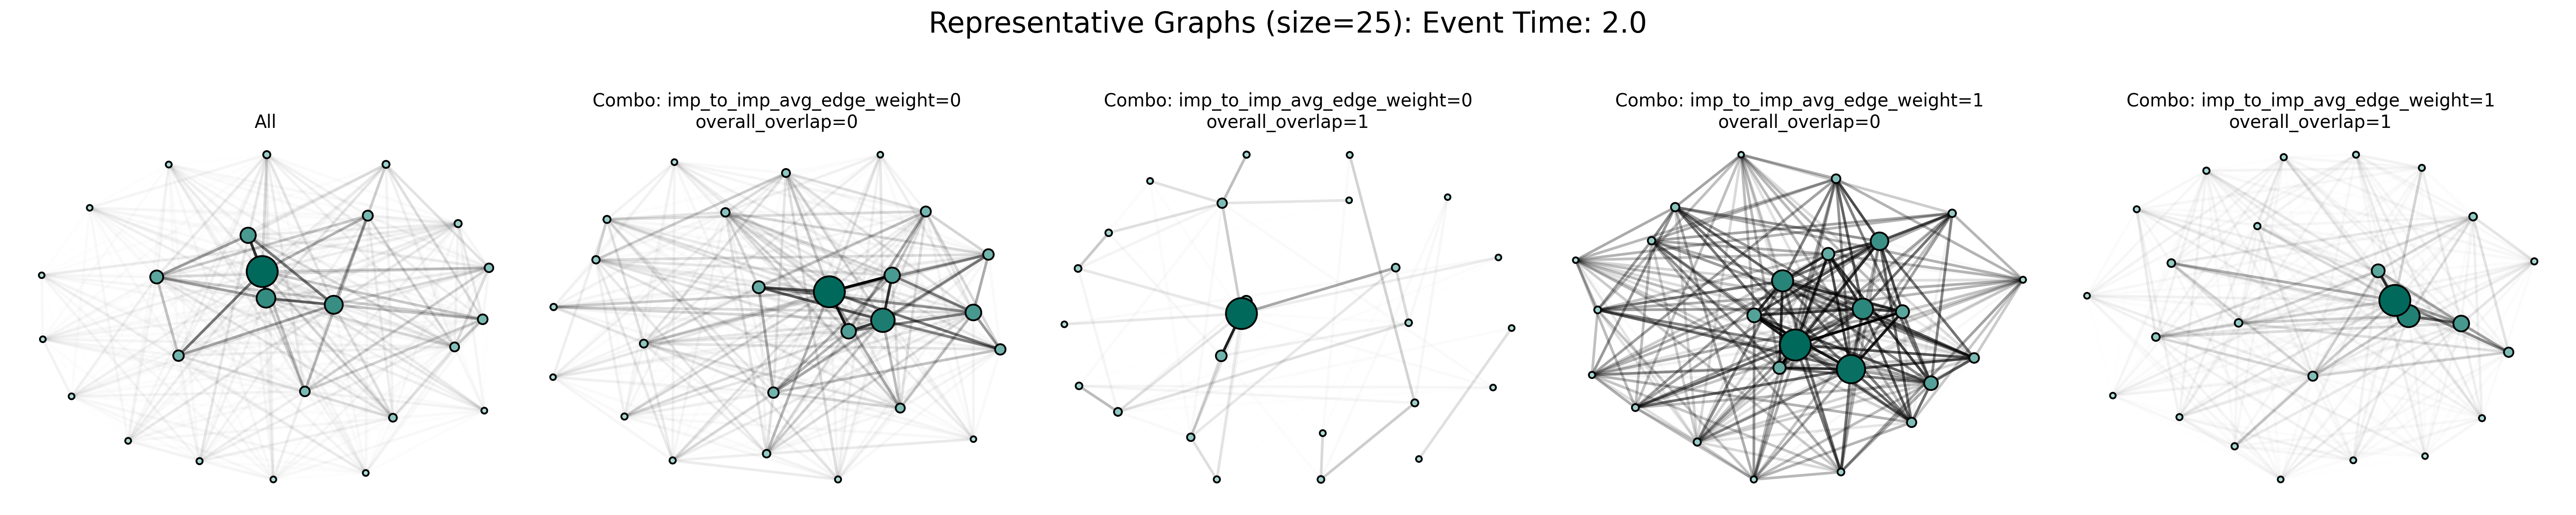 Representative Graphs (size=25): Event Time: 2.0
All
Combo: imp_to_imp_avg_edge_weight=0
overall_overlap=0
Combo: imp_to_imp_avg_edge_weight=0
overall_overlap=1
Combo: imp_to_imp_avg_edge_weight=1
overall_overlap=0
Combo: imp_to_imp_avg_edge_weight=1
overall_overlap=1